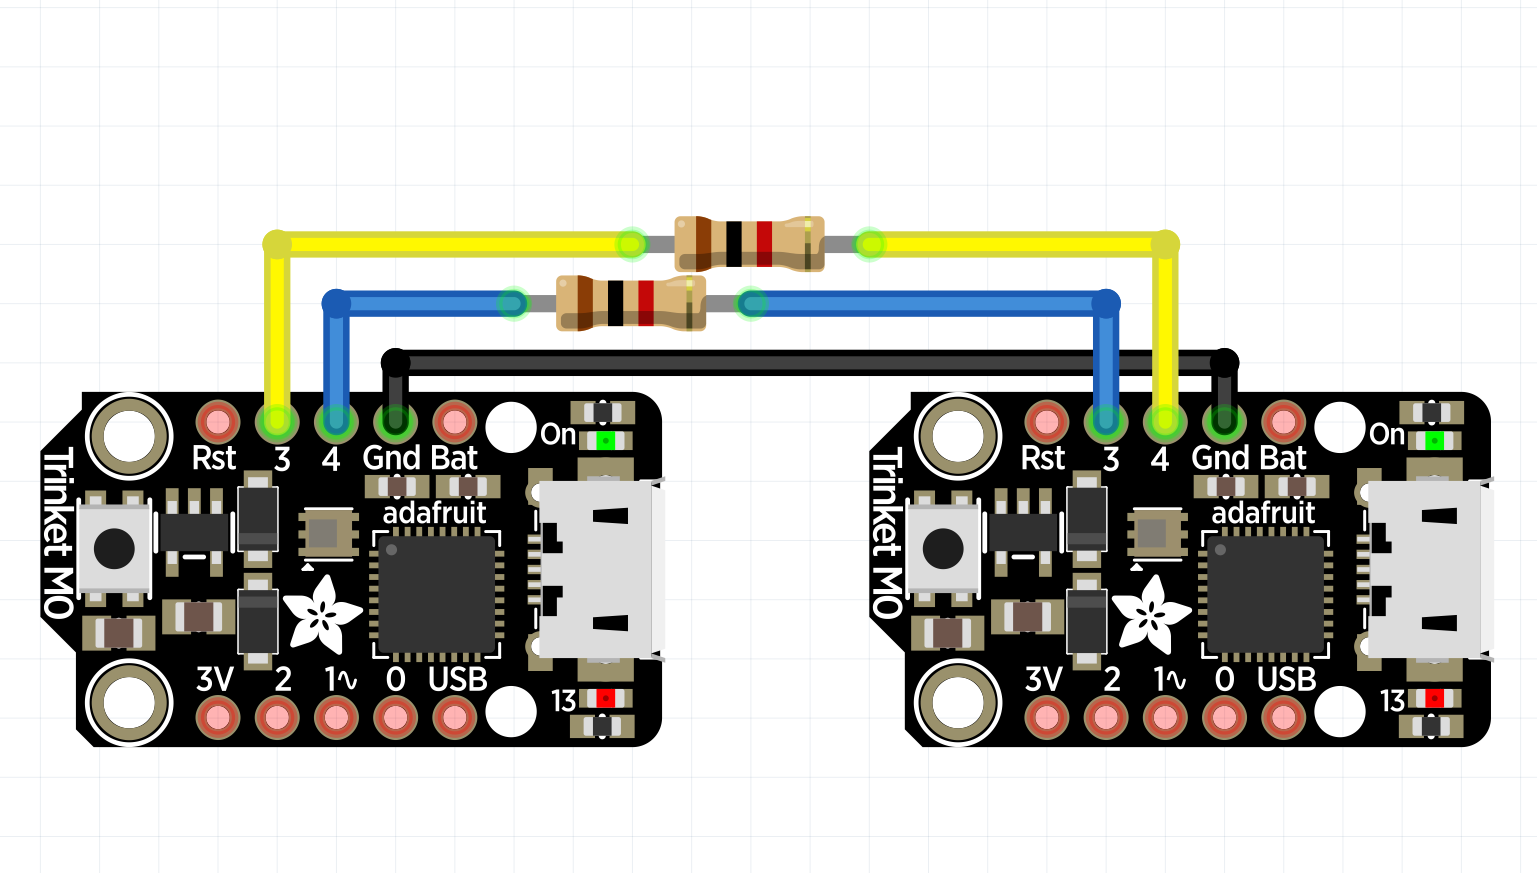 On
Rst 3 4 Gnd Bat
adafruit
Trinket M0
3V 2 1∿ 0 USB
13
On
Rst 3 4 Gnd Bat
adafruit
Trinket M0
3V 2 1∿ 0 USB
13